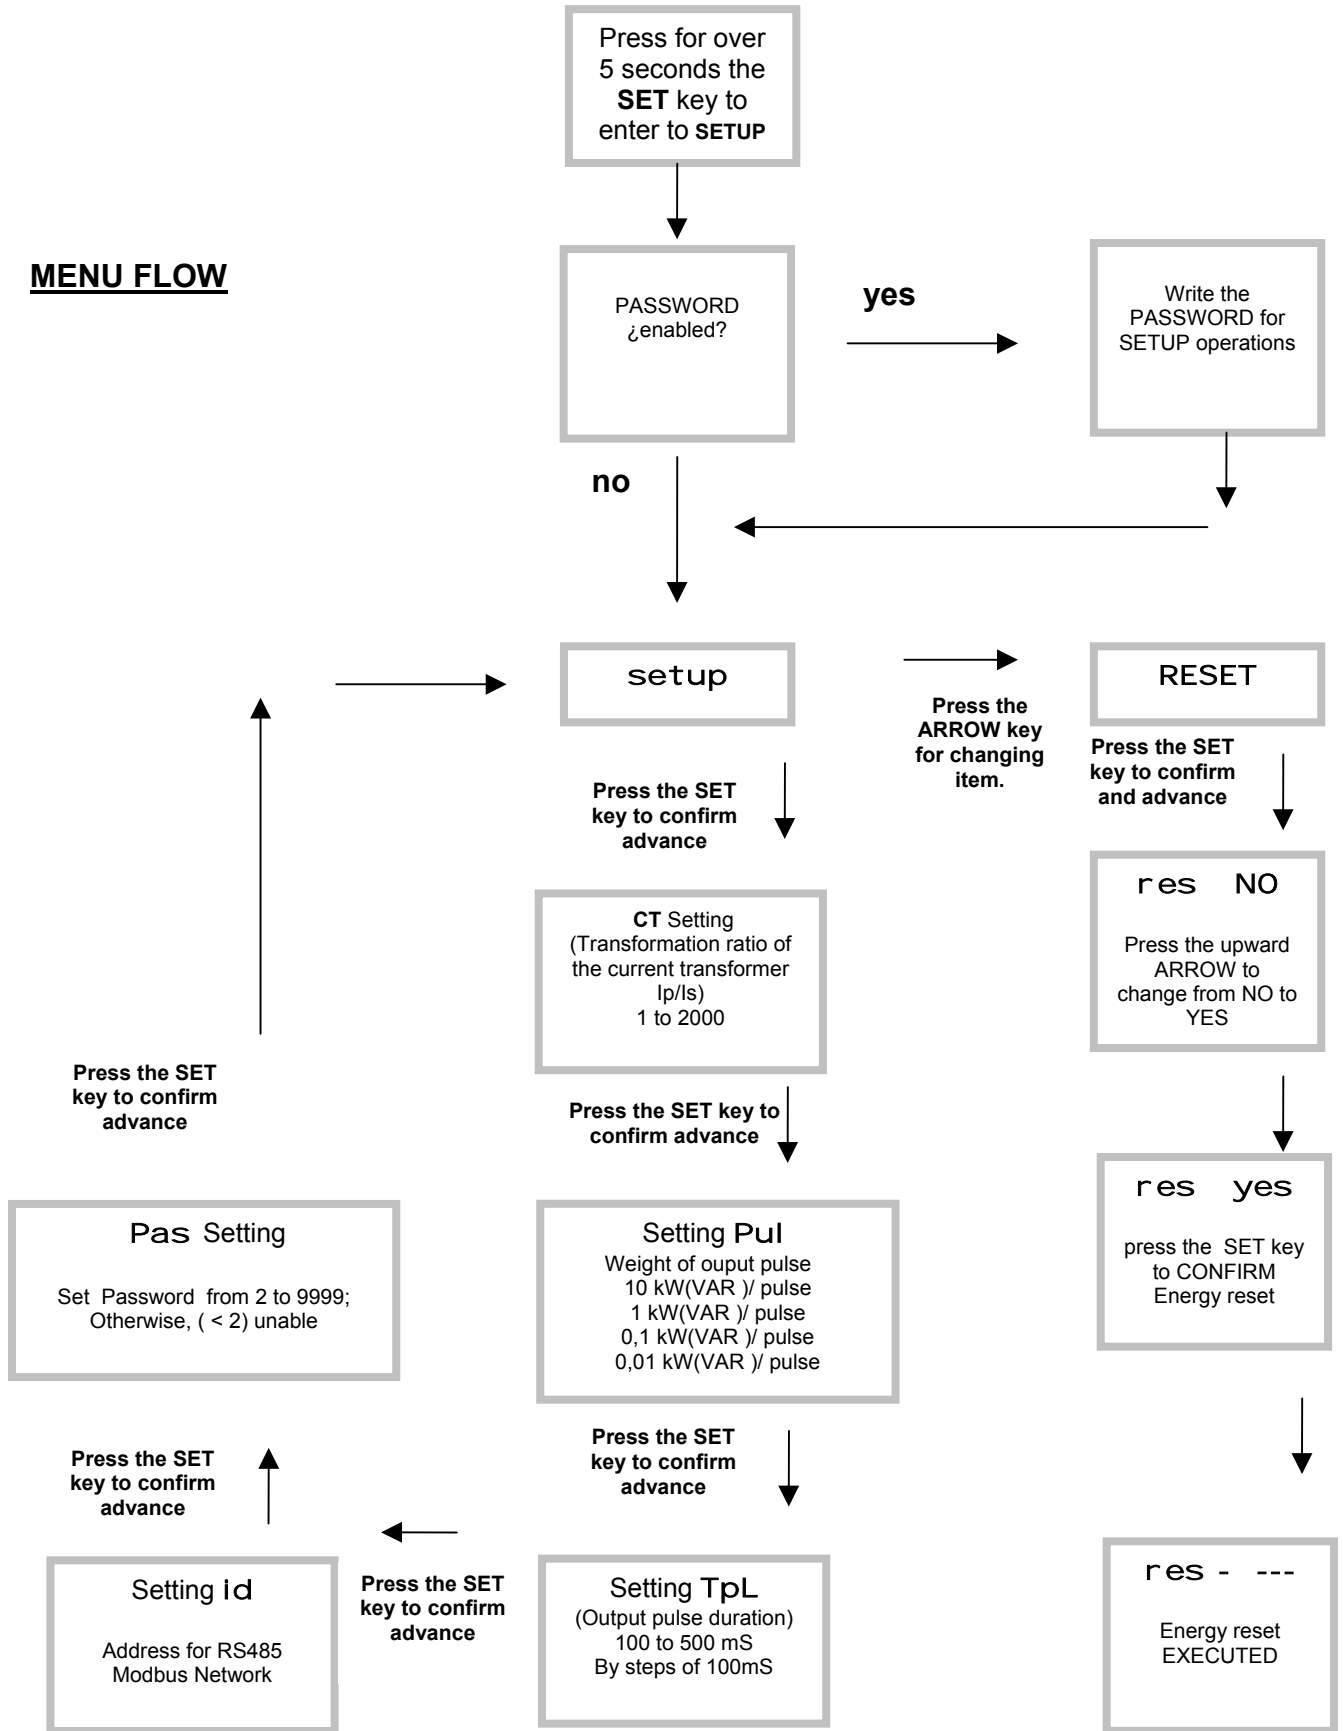 Press for over
5 seconds the
SET key to
enter to SETUP
MENU FLOW
PASSWORD
¿enabled?
yes
Write the
PASSWORD for
SETUP operations
no
setup
Press the
ARROW key
for changing
item.
RESET
Press the SET
key to confirm
advance
Press the SET
key to confirm
and advance
CT Setting
(Transformation ratio of
the current transformer
Ip/Is)
1 to 2000
res NO
Press the upward
ARROW to
change from NO to
YES
Press the SET
key to confirm
advance
Press the SET key to
confirm advance
Pas Setting
Set Password from 2 to 9999;
Otherwise, ( < 2) unable
Setting Pul
Weight of ouput pulse
10 kW(VAR )/ pulse
1 kW(VAR )/ pulse
0,1 kW(VAR )/ pulse
0,01 kW(VAR )/ pulse
res yes
press the SET key
to CONFIRM
Energy reset
Press the SET
key to confirm
advance
Press the SET
key to confirm
advance
Setting id
Address for RS485
Modbus Network
Press the SET
key to confirm
advance
Setting TpL
(Output pulse duration)
100 to 500 mS
By steps of 100mS
res - ---
Energy reset
EXECUTED